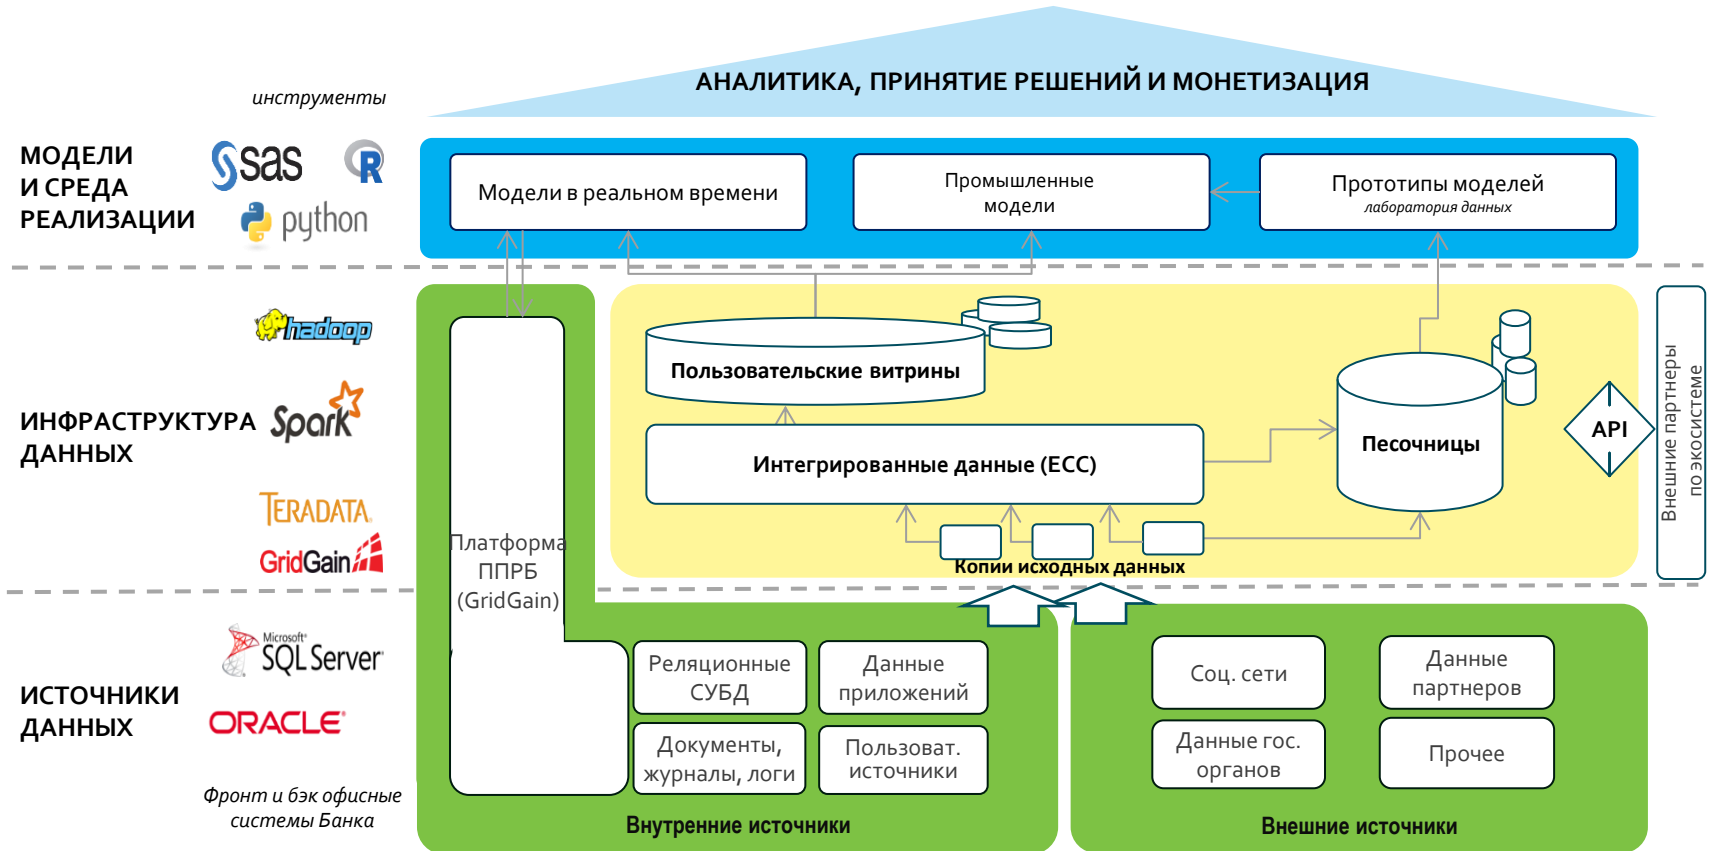 АНАЛИТИКА, ПРИНЯТИЕ РЕШЕНИЙ И МОНЕТИЗАЦИЯ
инструменты
МОДЕЛИ
И СРЕДА
РЕАЛИЗАЦИИ
sas
R
python
Модели в реальном времени
Промышленные
модели
Прототипы моделей
лаборатория данных
ИНФРАСТРУКТУРА
ДАННЫХ
hadoop
Spark
TERADATA.
GridGain
Платформа
ППРБ
(GridGain)
Пользовательские витрины
Интегрированные данные (ЕСС)
Песочницы
Копии исходных данных
API
Внешние партнеры
по экосистеме
ИСТОЧНИКИ
ДАННЫХ
Microsoft®
SQL Server®
ORACLE®
Фронт и бэк офисные
системы Банка
Реляционные
СУБД
Данные
приложений
Документы,
журналы, логи
Пользоват.
источники
Внутренние источники
Соц. сети
Данные
партнеров
Данные гос.
органов
Прочее
Внешние источники